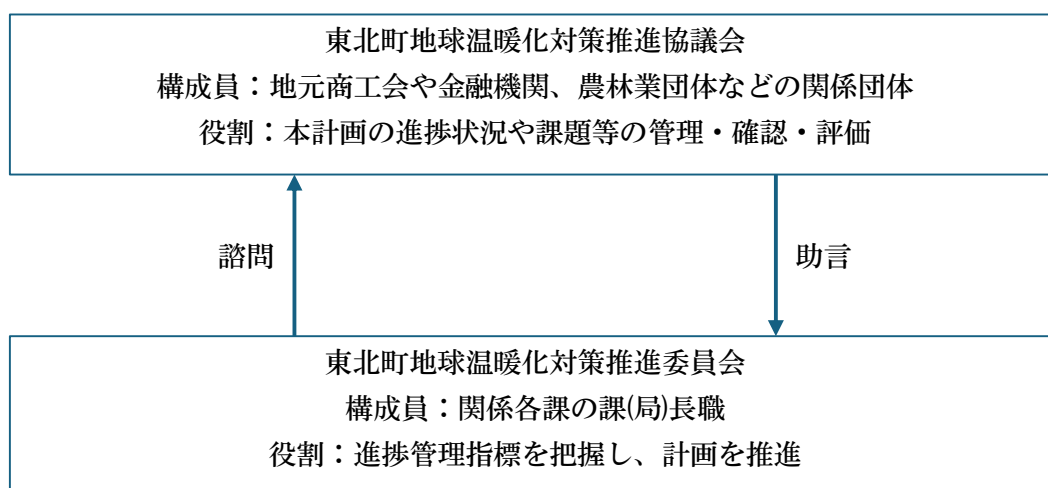 東北町地球温暖化対策推進協議会
構成員：地元商工会や金融機関、農林業団体などの関係団体
役割：本計画の進捗状況や課題等の管理・確認・評価
諮問
助言
東北町地球温暖化対策推進委員会
構成員：関係各課の課(局)長職
役割：進捗管理指標を把握し、計画を推進